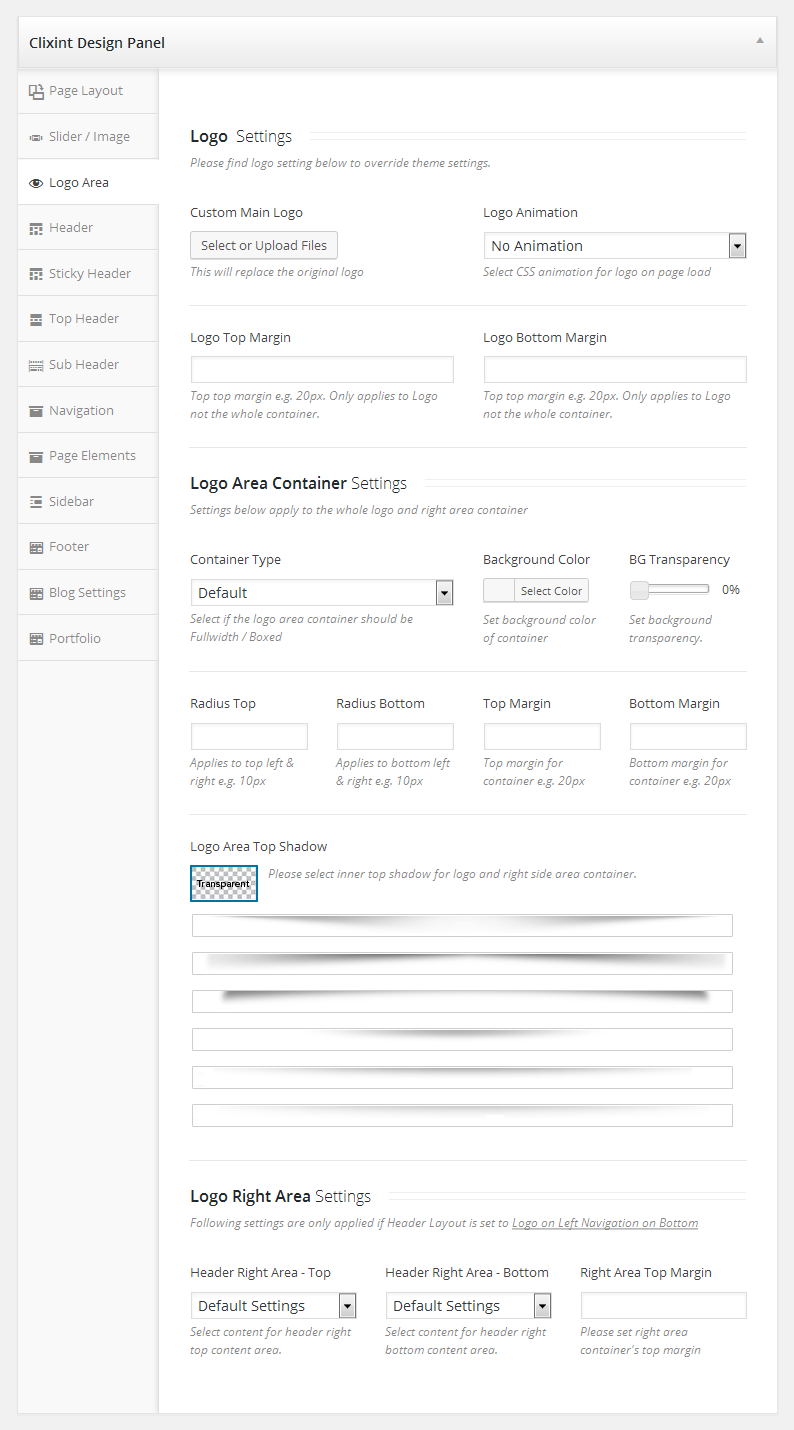 Clixint Design Panel
Page Layout
Slider / Image
Logo Area
Header
Sticky Header
Top Header
Sub Header
Navigation
Page Elements
Sidebar
Footer
Blog Settings
Portfolio
Logo Settings
Please find logo setting below to override theme settings.
Custom Main Logo
Select or Upload Files
This will replace the original logo
Logo Animation
No Animation
Select CSS animation for logo on page load
Logo Top Margin
Top top margin e.g. 20px. Only applies to Logo
not the whole container.
Logo Bottom Margin
Top top margin e.g. 20px. Only applies to Logo
not the whole container.
Logo Area Container Settings
Settings below apply to the whole logo and right area container
Container Type
Default
Select if the logo area container should be
Fullwidth / Boxed
Background Color
Select Color
Set background color
of container
BG Transparency
0%
Set background
transparency.
Radius Top
Applies to top left &
right e.g. 10px
Radius Bottom
Applies to bottom left
& right e.g. 10px
Top Margin
Top margin for
container e.g. 20px
Bottom Margin
Bottom margin for
container e.g. 20px
Logo Area Top Shadow
Transparent
Please select inner top shadow for logo and right side area container.
Logo Right Area Settings
Following settings are only applied if Header Layout is set to Logo on Left Navigation on Bottom
Header Right Area - Top
Default Settings
Select content for header right
top content area.
Header Right Area - Bottom
Default Settings
Select content for header right
bottom content area.
Right Area Top Margin
Please set right area
container's top margin